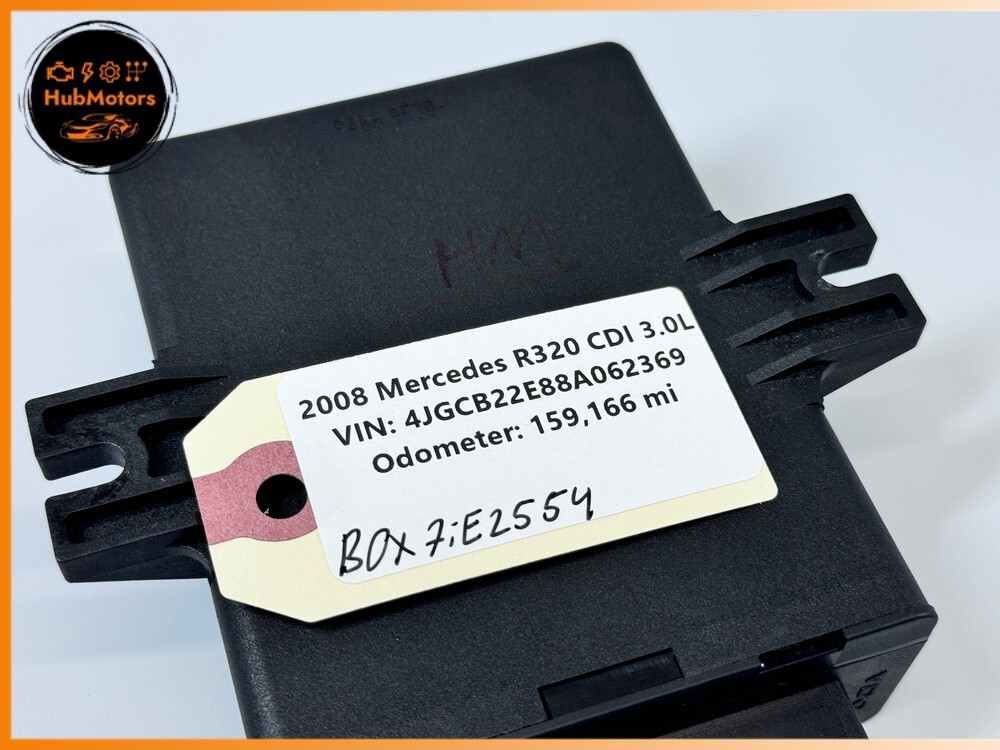 HubMotors
HM
2008 Mercedes R320 CDI 3.0L
VIN: 4JGCB22E88A062369
Odometer: 159,166 mi
BOX 7:E2554